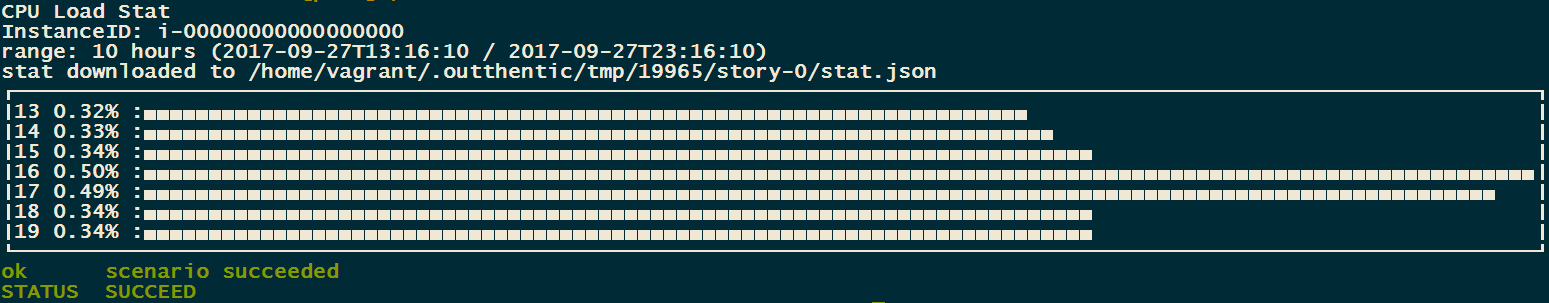 CPU Load Stat
InstanceID: i-00000000000000000
range: 10 hours (2017-09-27T13:16:10 / 2017-09-27T23:16:10)
stat downloaded to /home/vagrant/.outthentic/tmp/19965/story-0/stat.json
13 0.32% :
14 0.33% :
15 0.34% :
16 0.50% :
17 0.49% :
18 0.34% :
19 0.34% :
ok scenario succeeded
STATUS SUCCEED